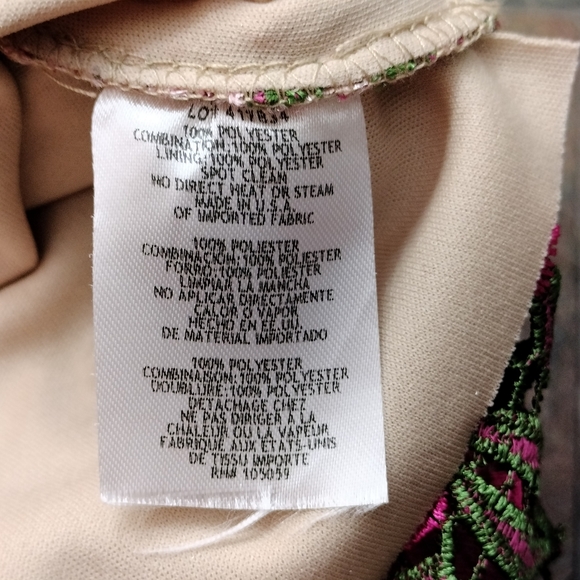 LOT 417B34
100% POLYESTER
COMBINATION: 100% POLYESTER
LINING: 100% POLYESTER
SPOT CLEAN
NO DIRECT HEAT OR STEAM
MADE IN U.S.A.
OF IMPORTED FABRIC
100% POLIESTER
COMBINACION: 100% POLIESTER
FORRO: 100% POLIESTER
LIMPIAR LA MANCHA
NO APLICAR DIRECTAMENTE
CALOR O VAPOR
HECHO EN EE.UU.
DE MATERIAL IMPORTADO
100% POLYESTER
COMBINAISON: 100% POLYESTER
DOUBLURE: 100% POLYESTER
DETACHAGE CHEZ
NE PAS DIRIGER A LA
CHALEUR OU LA VAPEUR
FABRIQUE AUX ETATS-UNIS
DE TISSU IMPORTE
RN# 105059